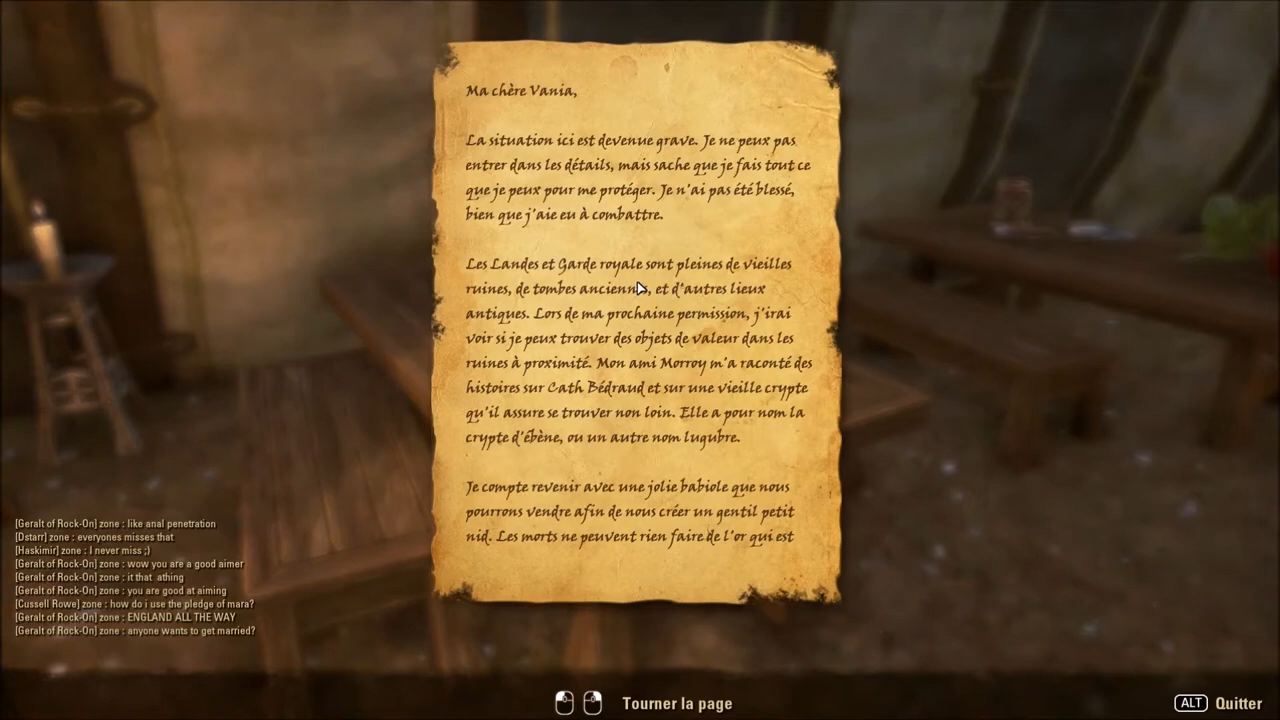 Ma chère Vania,
La situation ici est devenue grave. Je ne peux pas
entrer dans les détails, mais sache que je fais tout ce
que je peux pour me protéger. Je n'ai pas été blessé,
bien que j'aie eu à combattre.
Les Landes et Garde royale sont pleines de vieilles
ruines, de tombes anciennes, et d'autres lieux
antiques. Lors de ma prochaine permission, j'irai
voir si je peux trouver des objets de valeur dans les
ruines à proximité. Mon ami Morroy m'a raconté des
histoires sur Cath Bédraud et sur une vieille crypte
qu'il assure se trouver non loin. Elle a pour nom la
crypte d'ébène, ou un autre nom lugubre.
Je compte revenir avec une jolie babiole que nous
pourrons vendre afin de nous créer un gentil petit
nid. Les morts ne peuvent rien faire de l'or qui est
[Geralt of Rock-On] zone : like anal penetration
[Dstarr] zone : everyones misses that
[Haskimir] zone : I never miss ;)
[Geralt of Rock-On] zone : wow you are a good aimer
[Geralt of Rock-On] zone : it that athing
[Geralt of Rock-On] zone : you are good at aiming
[Cussell Rowe] zone : how do i use the pledge of mara?
[Geralt of Rock-On] zone : ENGLAND ALL THE WAY
[Geralt of Rock-On] zone : anyone wants to get married?
Tourner la page
ALT Quitter